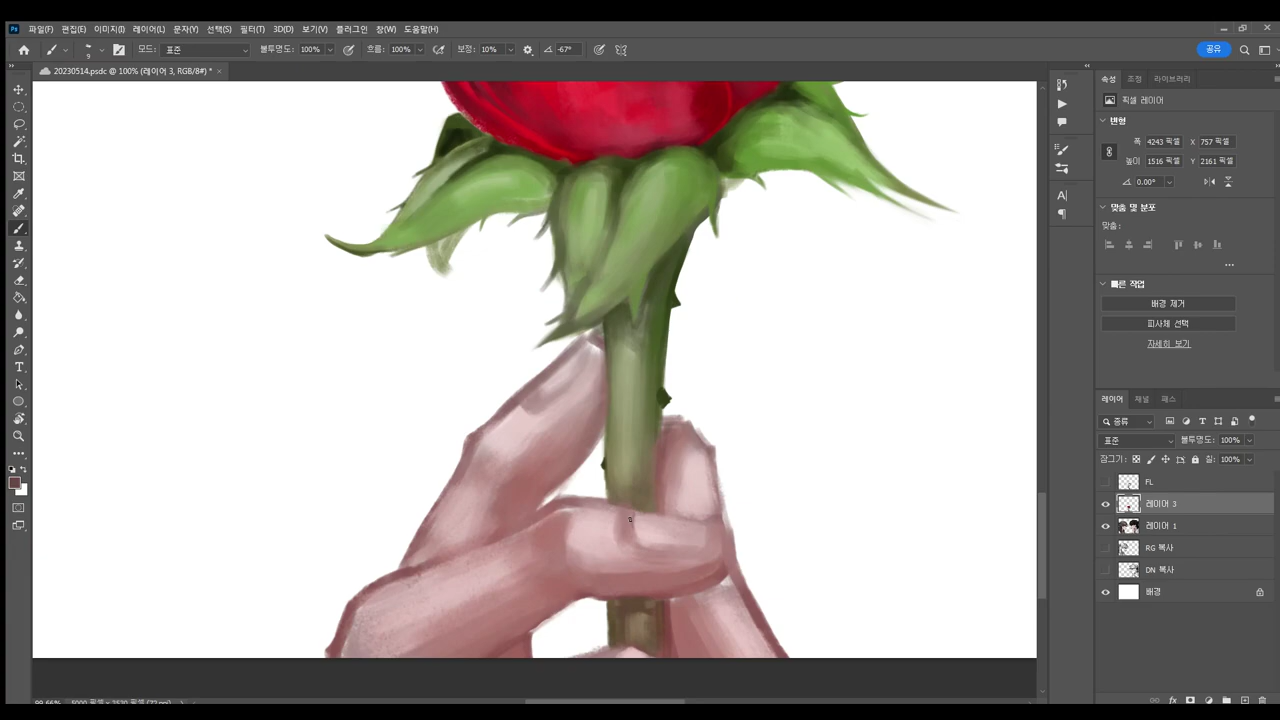 Ps 파일(F) 편집(E) 이미지(I) 레이어(L) 문자(Y) 선택(S) 필터(T) 3D(D) 보기(V) 플러그인 창(W) 도움말(H)
9 모드: 표준 불투명도: 100% 흐름: 100% 보정: 10% -67° 공유
20230514.psdc @ 100% (레이어 3, RGB/8#) * ×
속성 조정 라이브러리
픽셀 레이어
변형
폭 4243 픽셀 X 757 픽셀
높이 1516 픽셀 Y 2161 픽셀
0.00°
맞춤 및 분포
맞춤:
빠른 작업
배경 제거
피사체 선택
자세히 보기
레이어 채널 패스
종류
표준 불투명도: 100%
잠그기: 칠: 100%
FL
레이어 3
레이어 1
RG 복사
DN 복사
배경